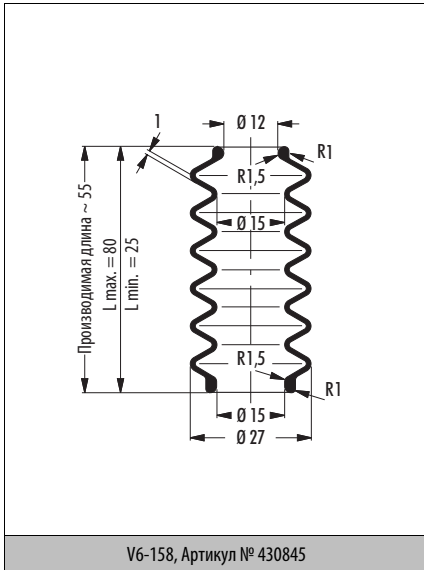 1
Ø 12
R1
R1,5
Ø 15
Производимая длина ~ 55
L max. = 80
L min. = 25
R1,5
R1
Ø 15
Ø 27
V6-158, Артикул № 430845